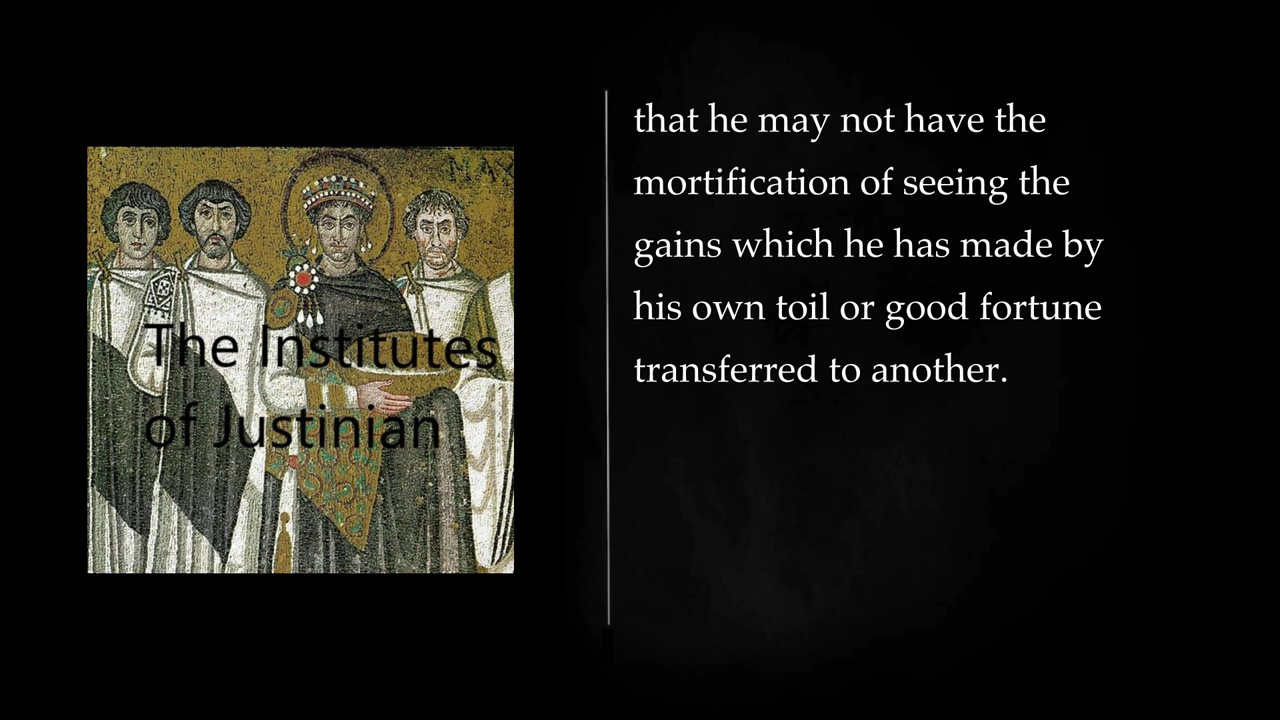 The Institutes
of Justinian
that he may not have the
mortification of seeing the
gains which he has made by
his own toil or good fortune
transferred to another.